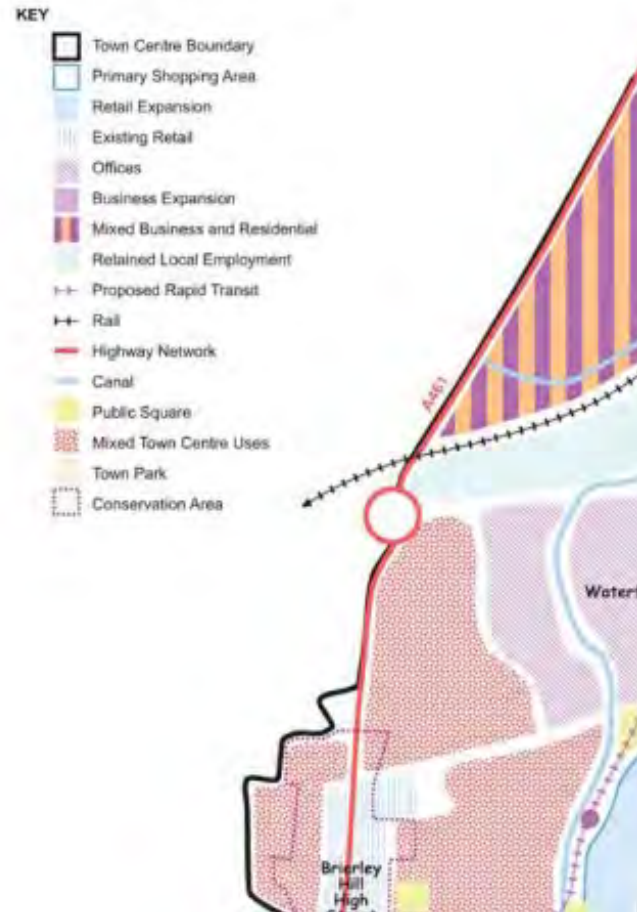 KEY
Town Centre Boundary
Primary Shopping Area
Retail Expansion
Existing Retail
Offices
Business Expansion
Mixed Business and Residential
Retained Local Employment
Proposed Rapid Transit
Rail
Highway Network
Canal
Public Square
Mixed Town Centre Uses
Town Park
Conservation Area
A461
Brierley
Hill
High